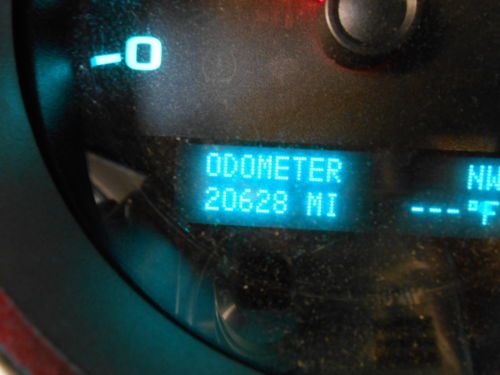 0
ODOMETER
20628 MI
NW
---°F